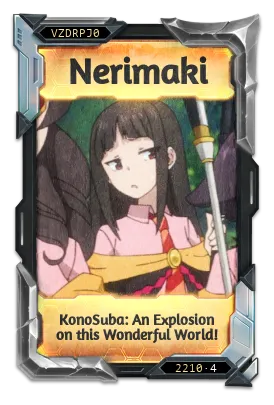 VZDRPJ0
Nerimaki
KonoSuba: An Explosion
on this Wonderful World!
2210·4